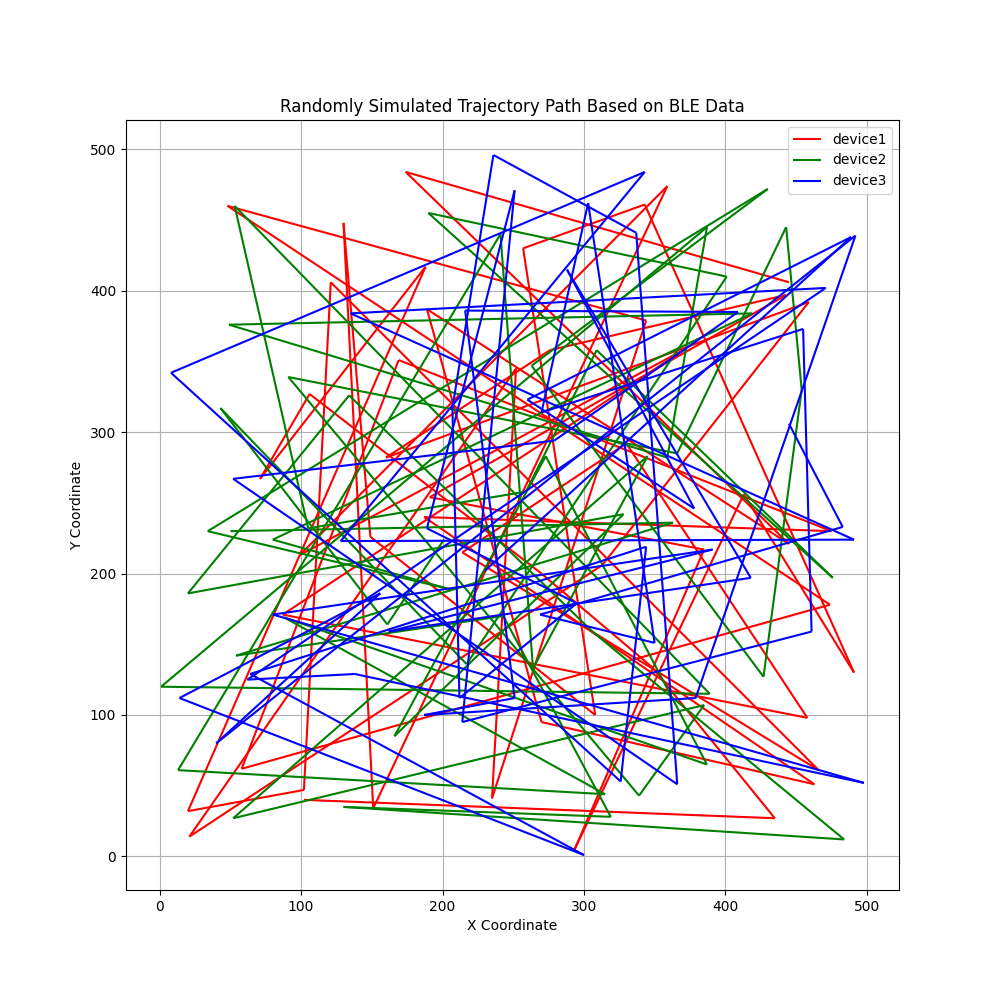 Randomly Simulated Trajectory Path Based on BLE Data
device1
device2
device3
500
400
300
200
100
0
Y Coordinate
0 100 200 300 400 500
X Coordinate